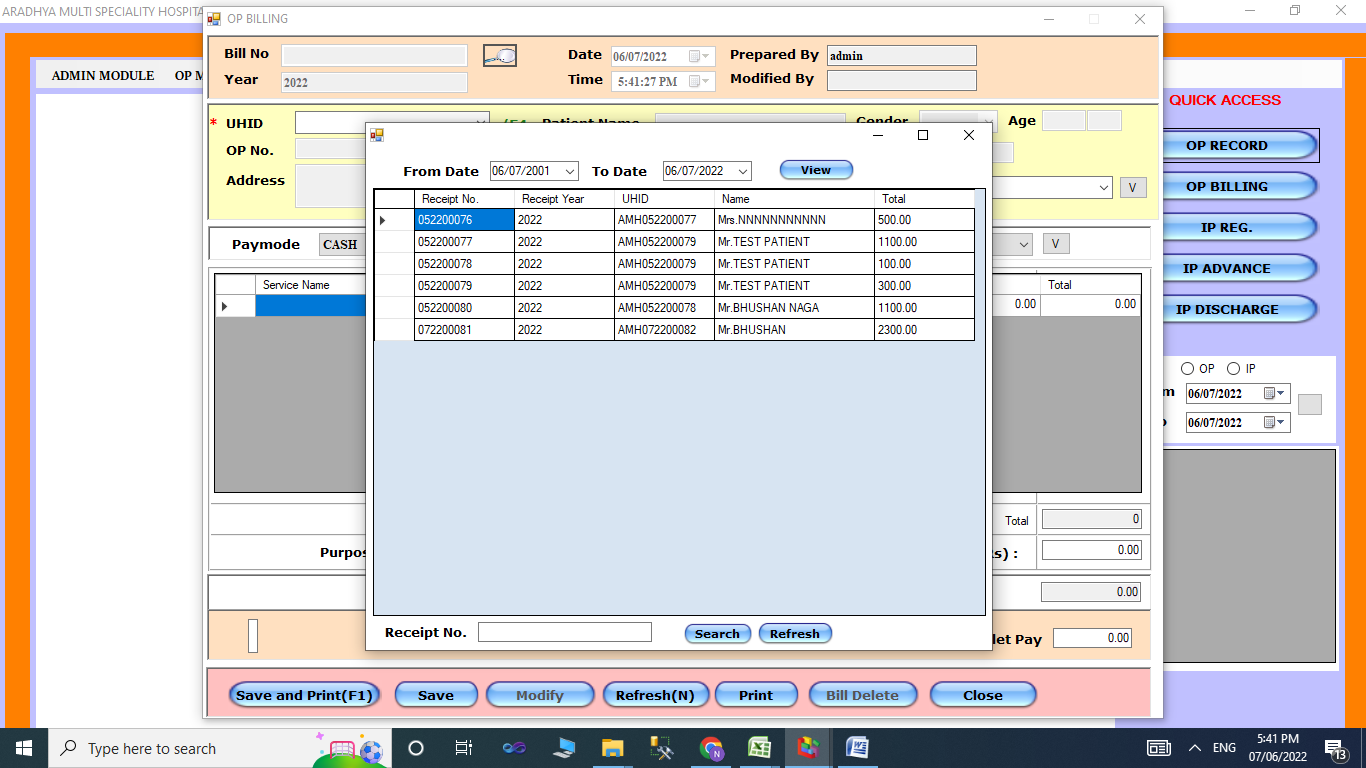 ARADHYA MULTI SPECIALITY HOSPITA
OP BILLING
Bill No
Date 06/07/2022 Prepared By admin
Year 2022
Time 5:41:27 PM Modified By
ADMIN MODULE OP M
QUICK ACCESS
* UHID
Patient Name Gender Age
OP No.
Address
V
OP RECORD
OP BILLING
IP REG.
IP ADVANCE
IP DISCHARGE
From Date 06/07/2001 To Date 06/07/2022 View
Receipt No. Receipt Year UHID Name Total
052200076 2022 AMH052200077 Mrs.NNNNNNNNNNN 500.00
052200077 2022 AMH052200079 Mr.TEST PATIENT 1100.00
052200078 2022 AMH052200079 Mr.TEST PATIENT 100.00
052200079 2022 AMH052200079 Mr.TEST PATIENT 300.00
052200080 2022 AMH052200078 Mr.BHUSHAN NAGA 1100.00
072200081 2022 AMH072200082 Mr.BHUSHAN 2300.00
Receipt No. Search Refresh
Paymode CASH
V
Service Name Total
0.00 0.00
OP IP
m 06/07/2022
06/07/2022
Total 0
Purpos s) : 0.00
0.00
let Pay 0.00
Save and Print(F1) Save Modify Refresh(N) Print Bill Delete Close
Type here to search
ENG
5:41 PM
07/06/2022
13